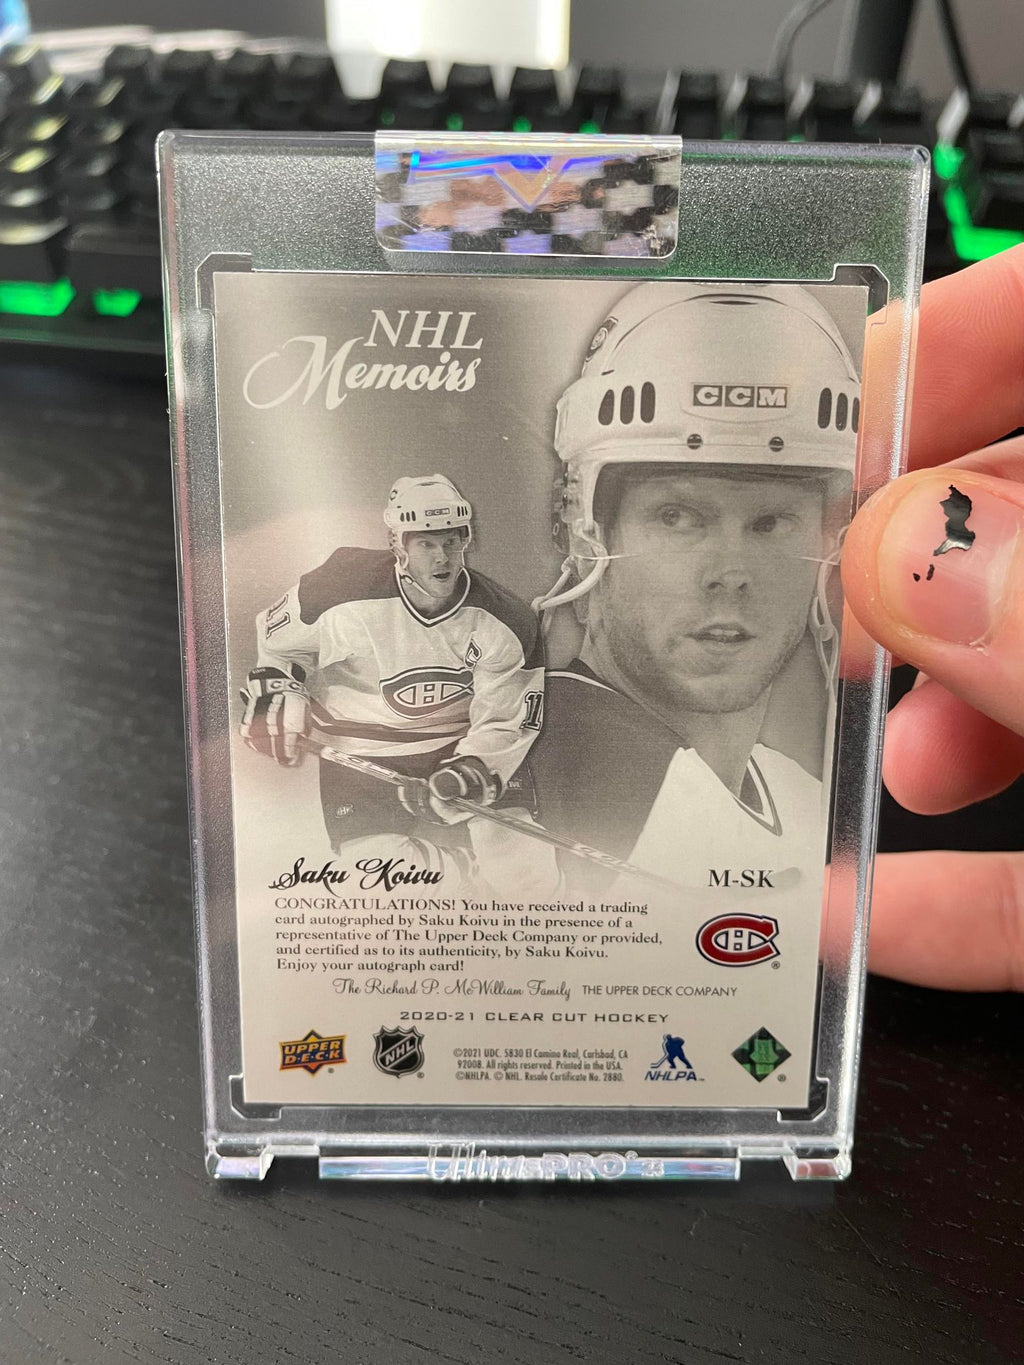 NHL
Memoirs
CCM
CCM
11
C
11
CCM
Saku Koivu
M-SK
CONGRATULATIONS! You have received a trading
card autographed by Saku Koivu in the presence of a
representative of The Upper Deck Company or provided,
and certified as to its authenticity, by Saku Koivu.
Enjoy your autograph card!
The Richard P. McWilliam Family THE UPPER DECK COMPANY
2020-21 CLEAR CUT HOCKEY
UPPER
D·E·C·K
NHL
©2021 UDC. 5830 El Camino Real, Carlsbad, CA
92008. All rights reserved. Printed in the USA.
©NHLPA. © NHL. Resale Certificate No. 2880.
NHLPA
UltraPRO